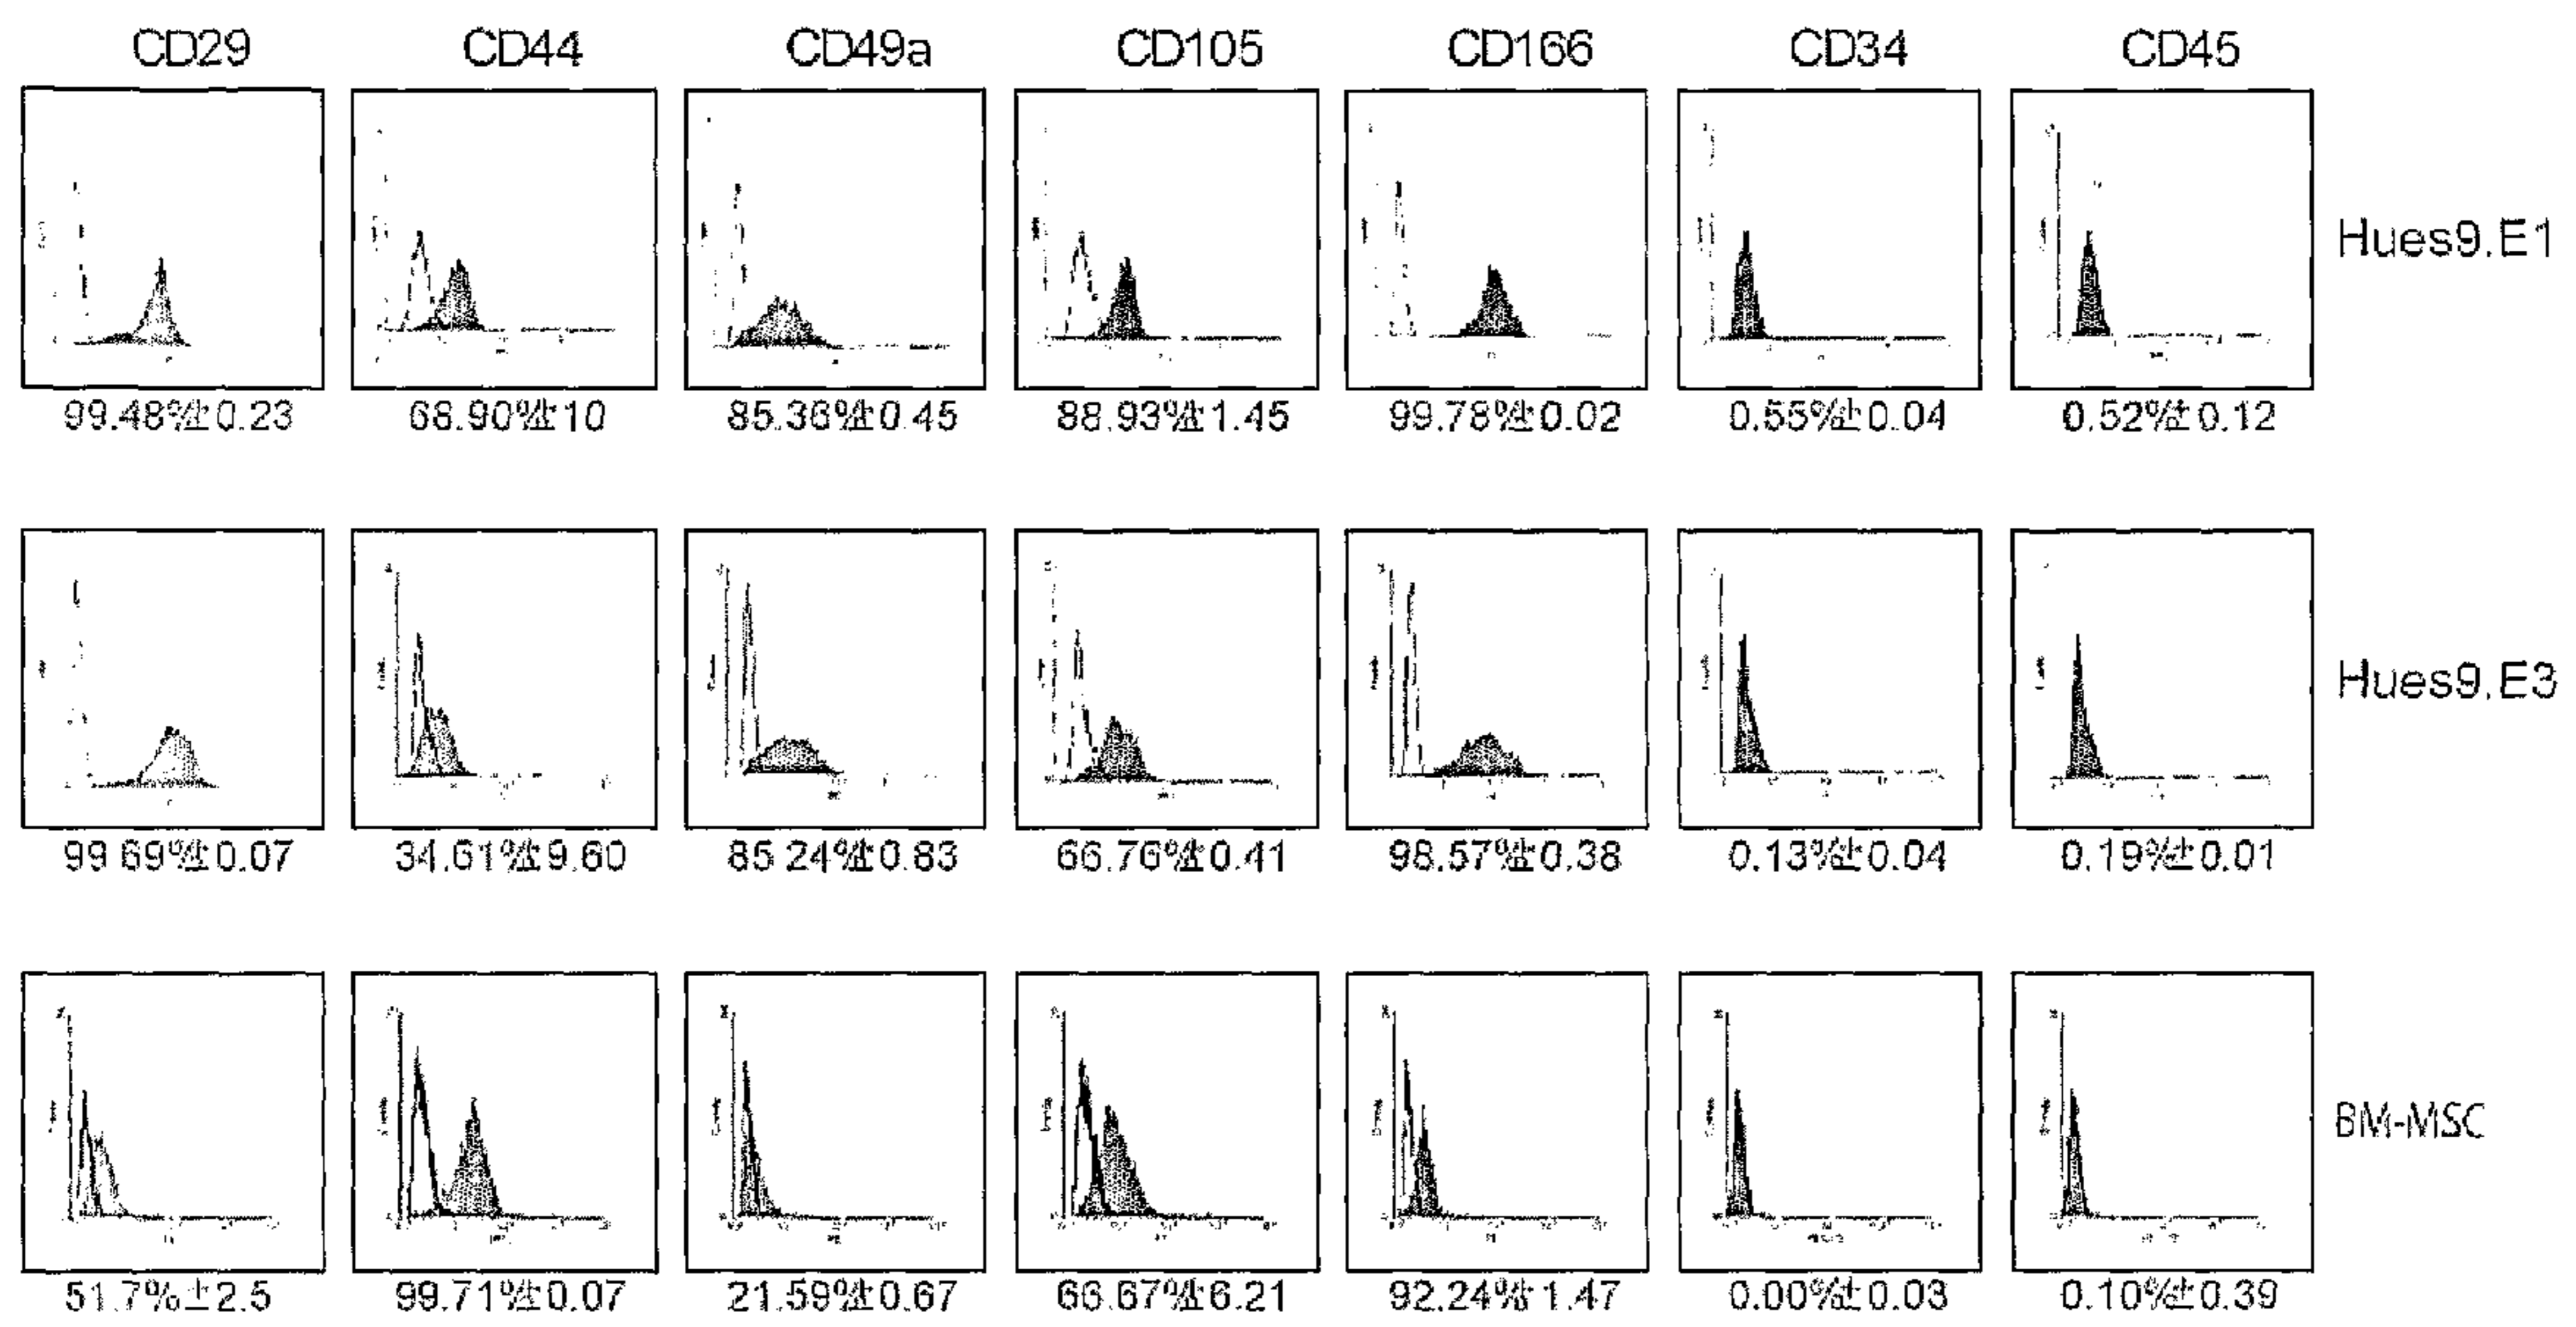 CD29 CD44 CD49a CD105 CD166 CD34 CD45
Hues9.E1
99.48%±0.23 68.90%±10 85.36%±0.45 88.93%±1.45 99.78%±0.02 0.55%±0.04 0.52%±0.12
Hues9.E3
99.69%±0.07 34.61%±9.60 85.24%±0.83 66.76%±0.41 98.57%±0.38 0.13%±0.04 0.19%±0.01
BM-MSC
51.7%±2.5 99.71%±0.07 21.59%±0.67 66.67%±6.21 92.24%±1.47 0.00%±0.03 0.10%±0.39